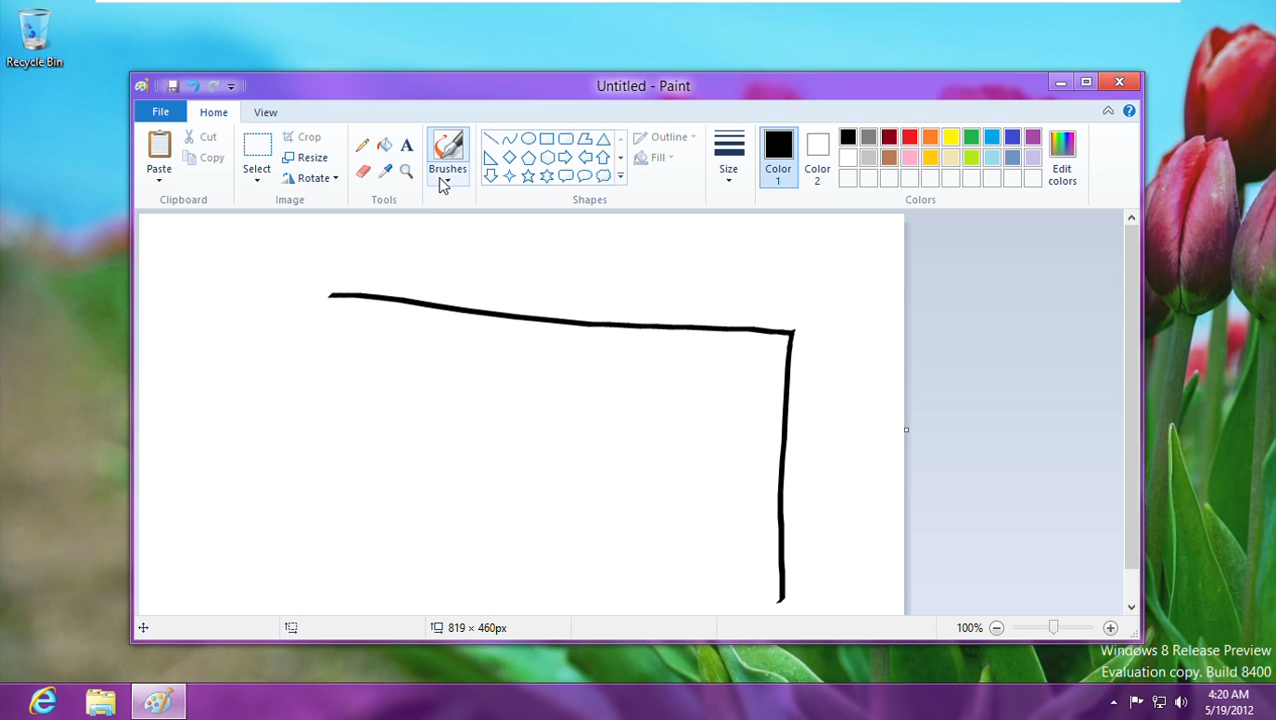 Recycle Bin
Untitled - Paint
File Home View
Paste
Cut
Copy
Clipboard
Select
Crop
Resize
Rotate
Image
A
Tools
Brushes
Shapes
Outline
Fill
Size
Color 1
Color 2
Edit colors
Colors
819 × 460px
100%
Windows 8 Release Preview
Evaluation copy. Build 8400
4:20 AM
5/19/2012